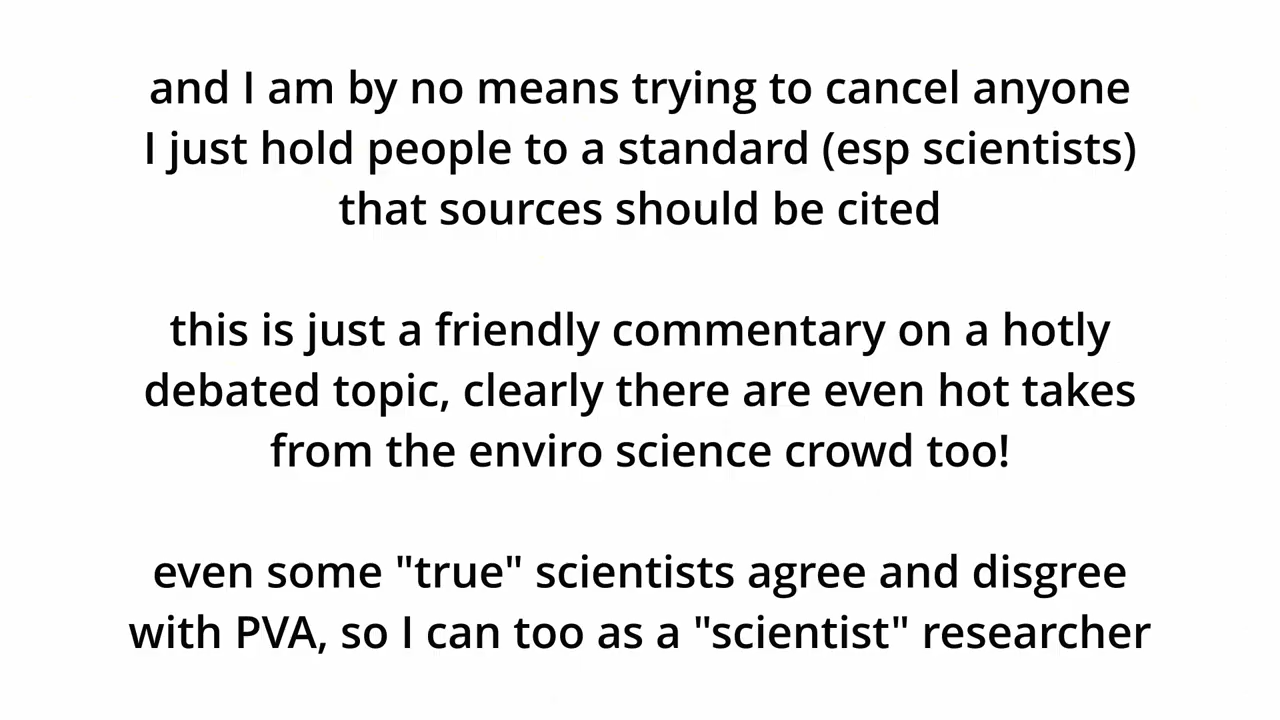 and I am by no means trying to cancel anyone
I just hold people to a standard (esp scientists)
that sources should be cited
this is just a friendly commentary on a hotly
debated topic, clearly there are even hot takes
from the enviro science crowd too!
even some "true" scientists agree and disgree
with PVA, so I can too as a "scientist" researcher